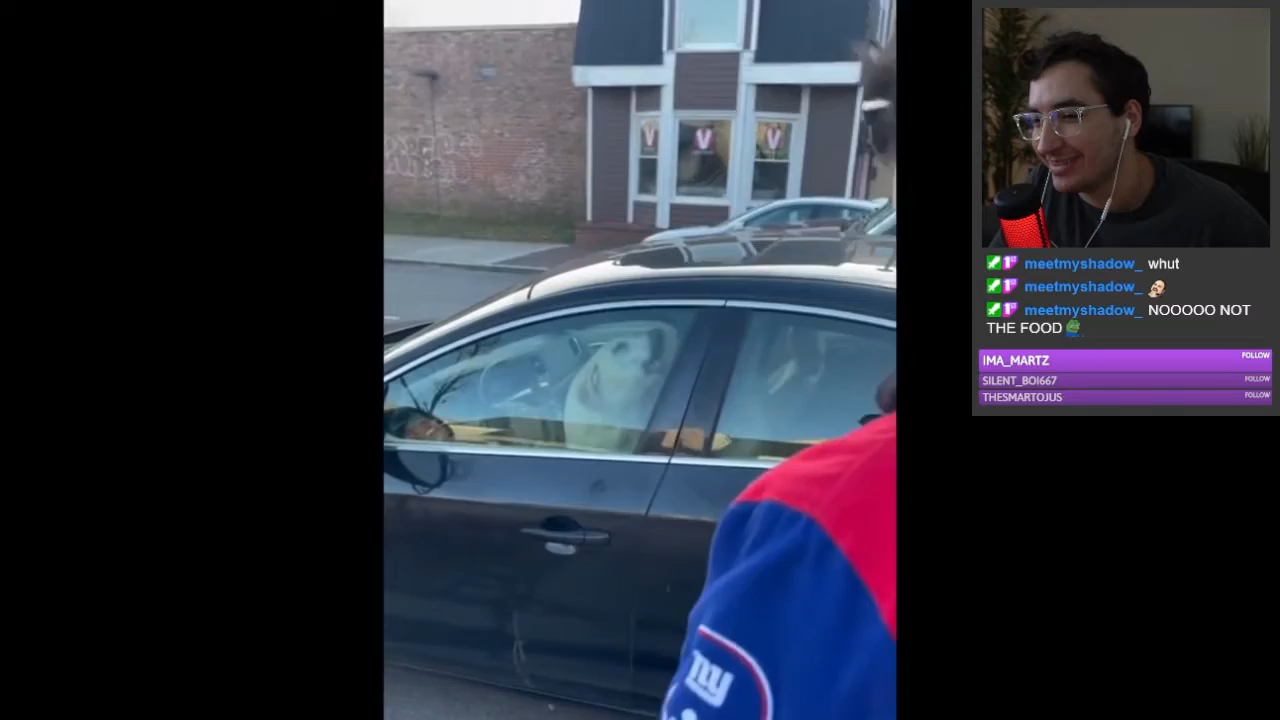 V V V
meetmyshadow_ whut
meetmyshadow_
meetmyshadow_ NOOOOO NOT
THE FOOD
IMA_MARTZ FOLLOW
SILENT_BOI667 FOLLOW
THESMARTOJUS FOLLOW
ny